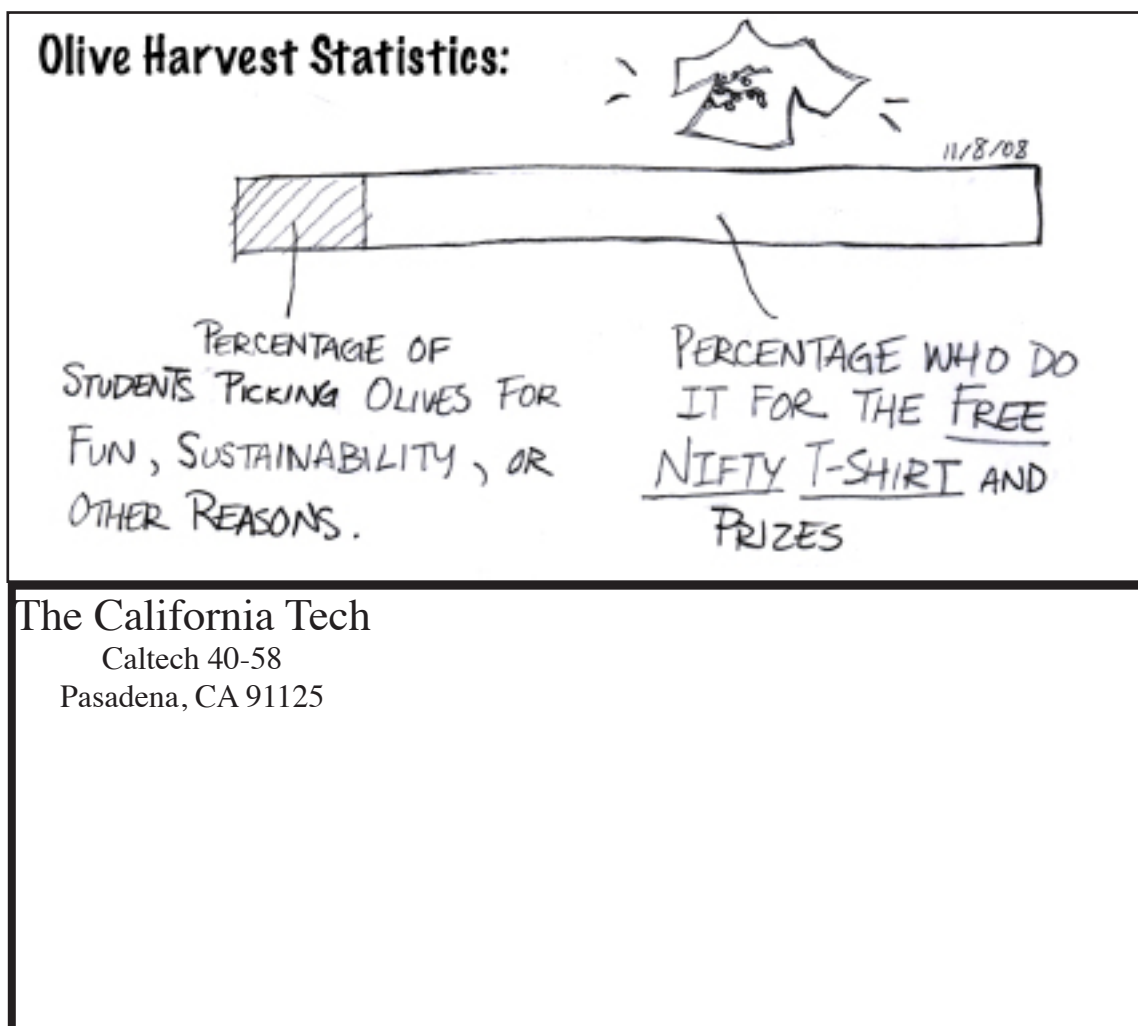 Olive Harvest Statistics:
11/8/08
PERCENTAGE OF
STUDENTS PICKING OLIVES FOR
FUN, SUSTAINABILITY, OR
OTHER REASONS.
PERCENTAGE WHO DO
IT FOR THE FREE
NIFTY T-SHIRT AND
PRIZES
The California Tech
Caltech 40-58
Pasadena, CA 91125